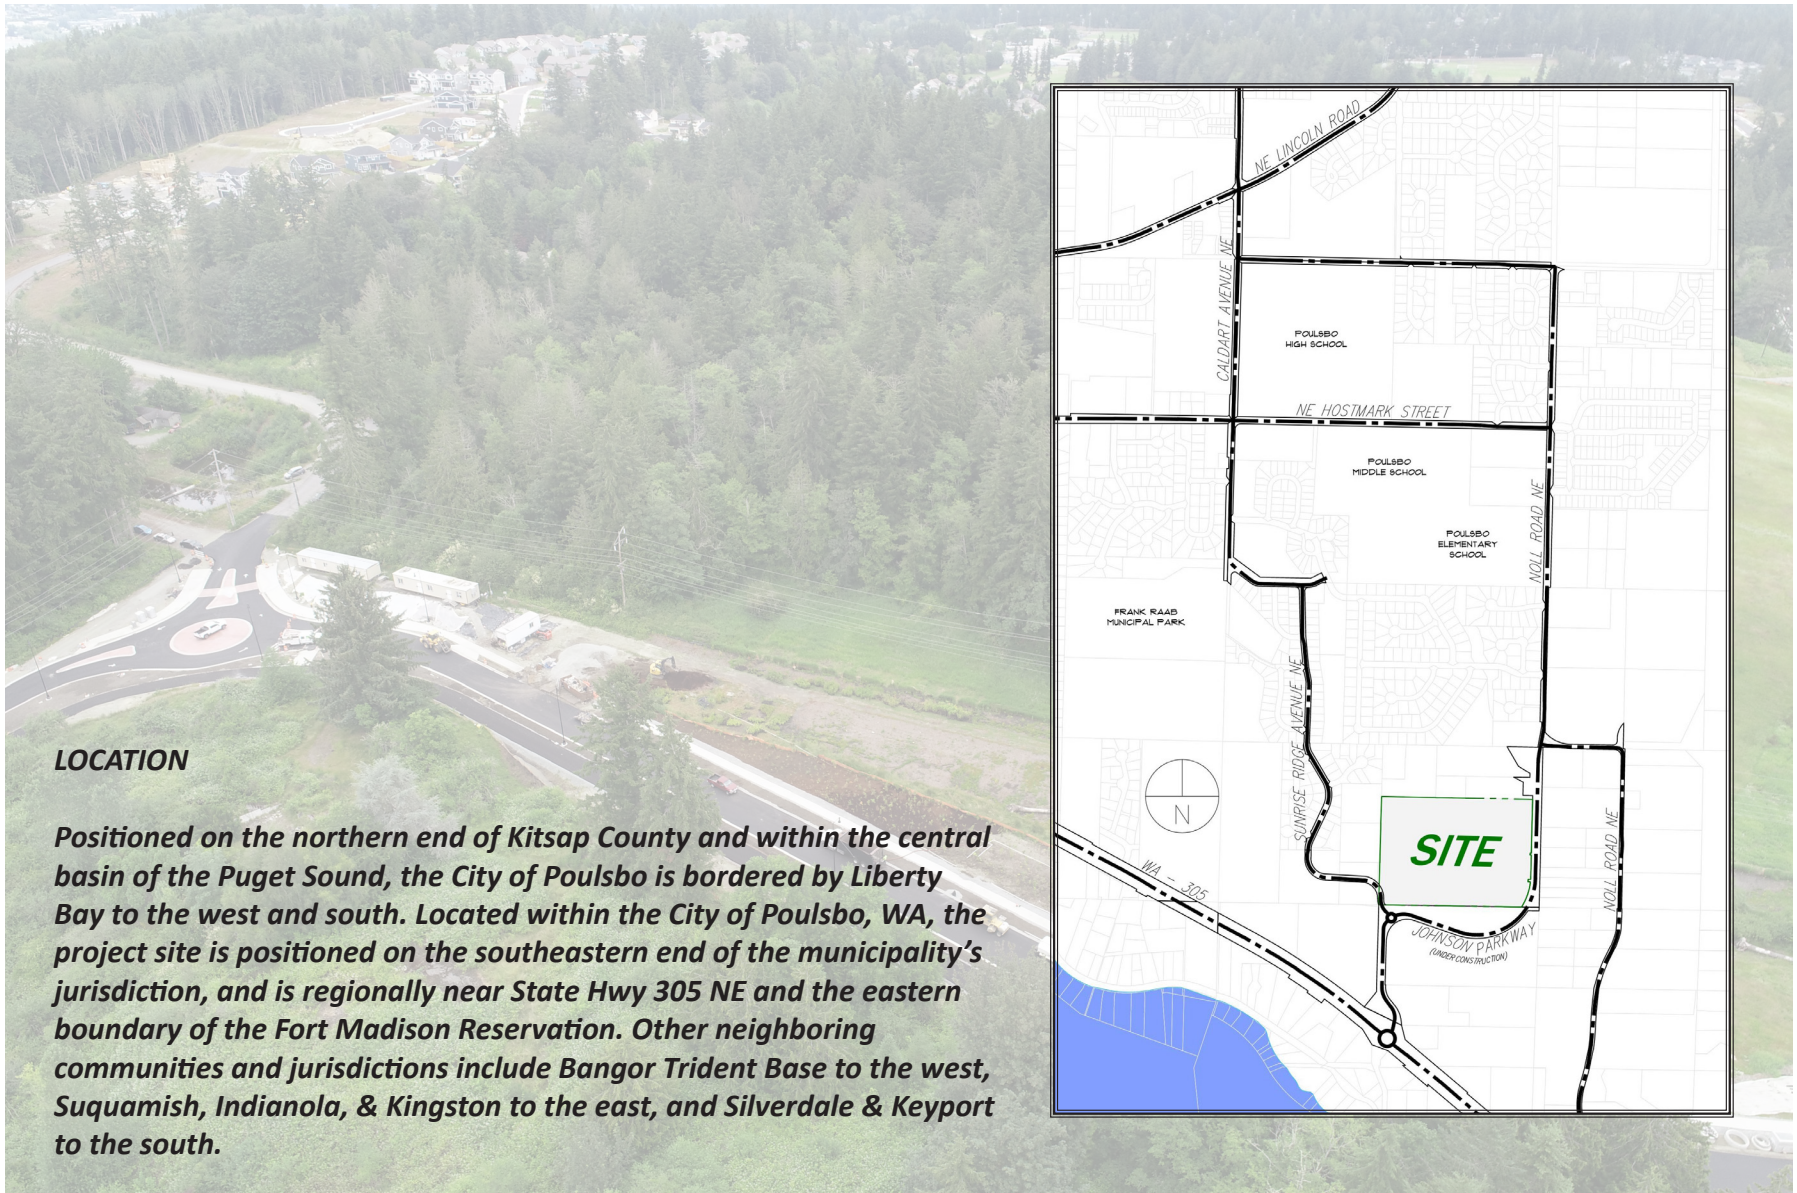 LOCATION
Positioned on the northern end of Kitsap County and within the central
basin of the Puget Sound, the City of Poulsbo is bordered by Liberty
Bay to the west and south. Located within the City of Poulsbo, WA, the
project site is positioned on the southeastern end of the municipality’s
jurisdiction, and is regionally near State Hwy 305 NE and the eastern
boundary of the Fort Madison Reservation. Other neighboring
communities and jurisdictions include Bangor Trident Base to the west,
Suquamish, Indianola, & Kingston to the east, and Silverdale & Keyport
to the south.
NE LINCOLN ROAD
CALDART AVENUE NE
POULSBO
HIGH SCHOOL
NE HOSTMARK STREET
POULSBO
MIDDLE SCHOOL
NOLL ROAD NE
POULSBO
ELEMENTARY
SCHOOL
FRANK RAAB
MUNICIPAL PARK
SUNRISE RIDGE AVENUE NE
N
SITE
NOLL ROAD NE
WA - 305
JOHNSON PARKWAY
(UNDER CONSTRUCTION)